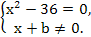 {x² − 36 = 0,
x + b ≠ 0.